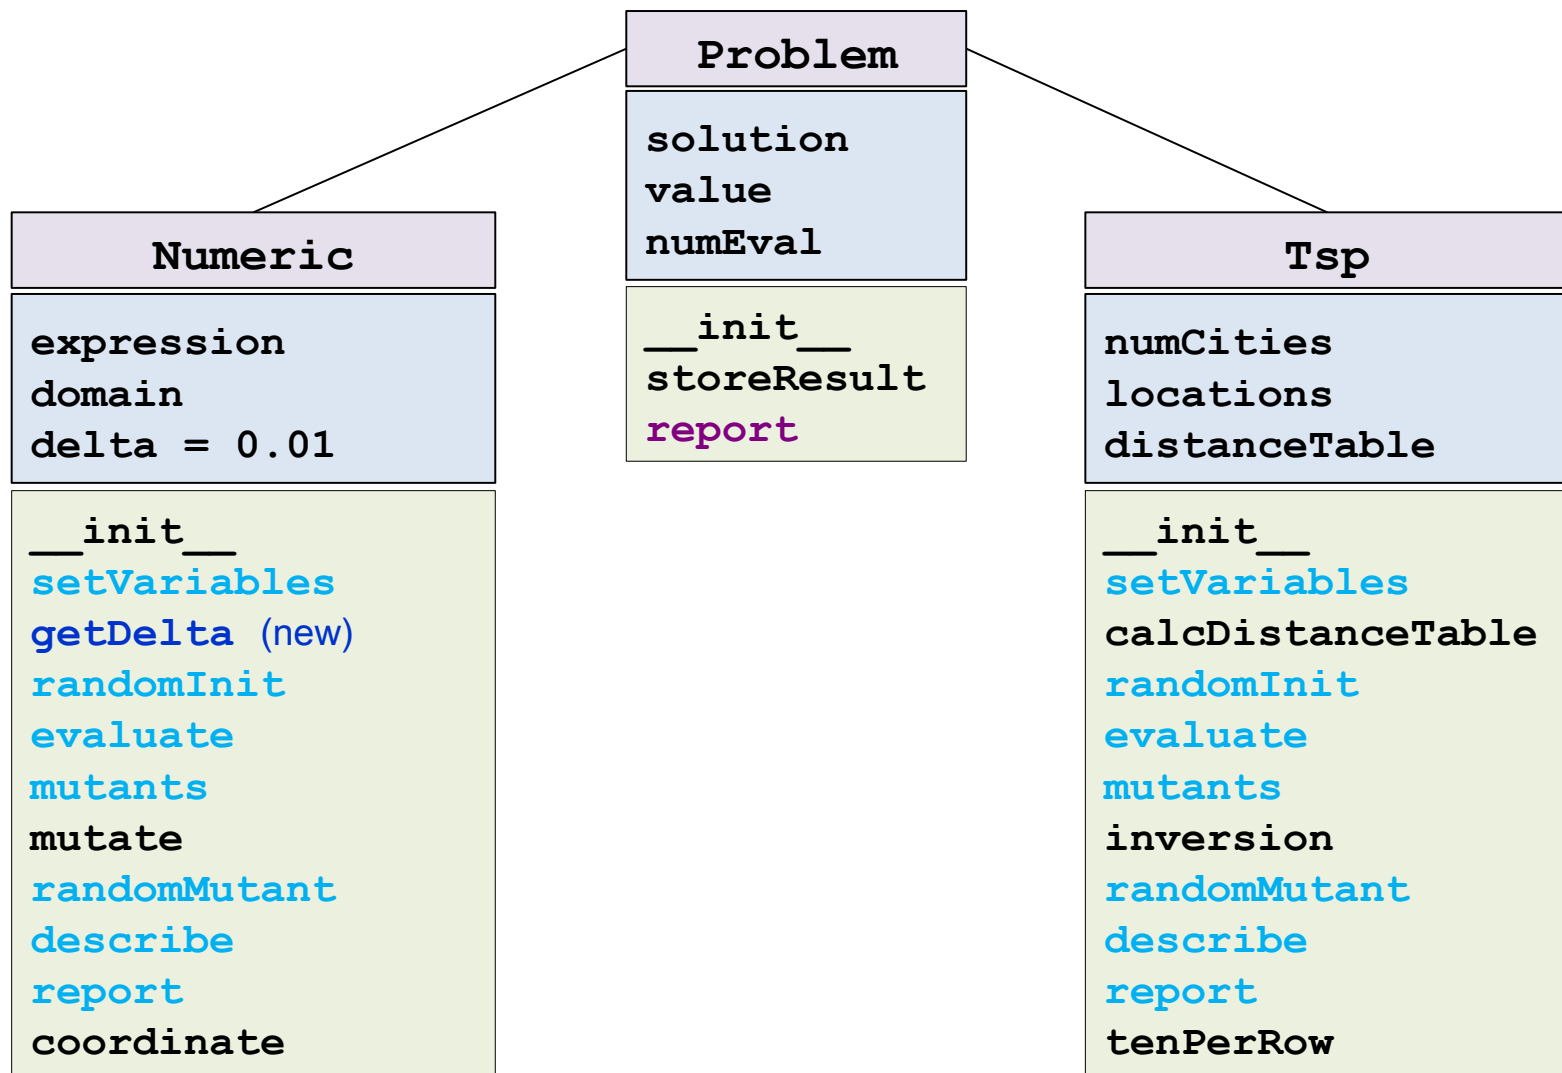 Problem
solution
value
numEval
__init__
storeResult
report
Numeric
expression
domain
delta = 0.01
__init__
setVariables
getDelta (new)
randomInit
evaluate
mutants
mutate
randomMutant
describe
report
coordinate
Tsp
numCities
locations
distanceTable
__init__
setVariables
calcDistanceTable
randomInit
evaluate
mutants
inversion
randomMutant
describe
report
tenPerRow